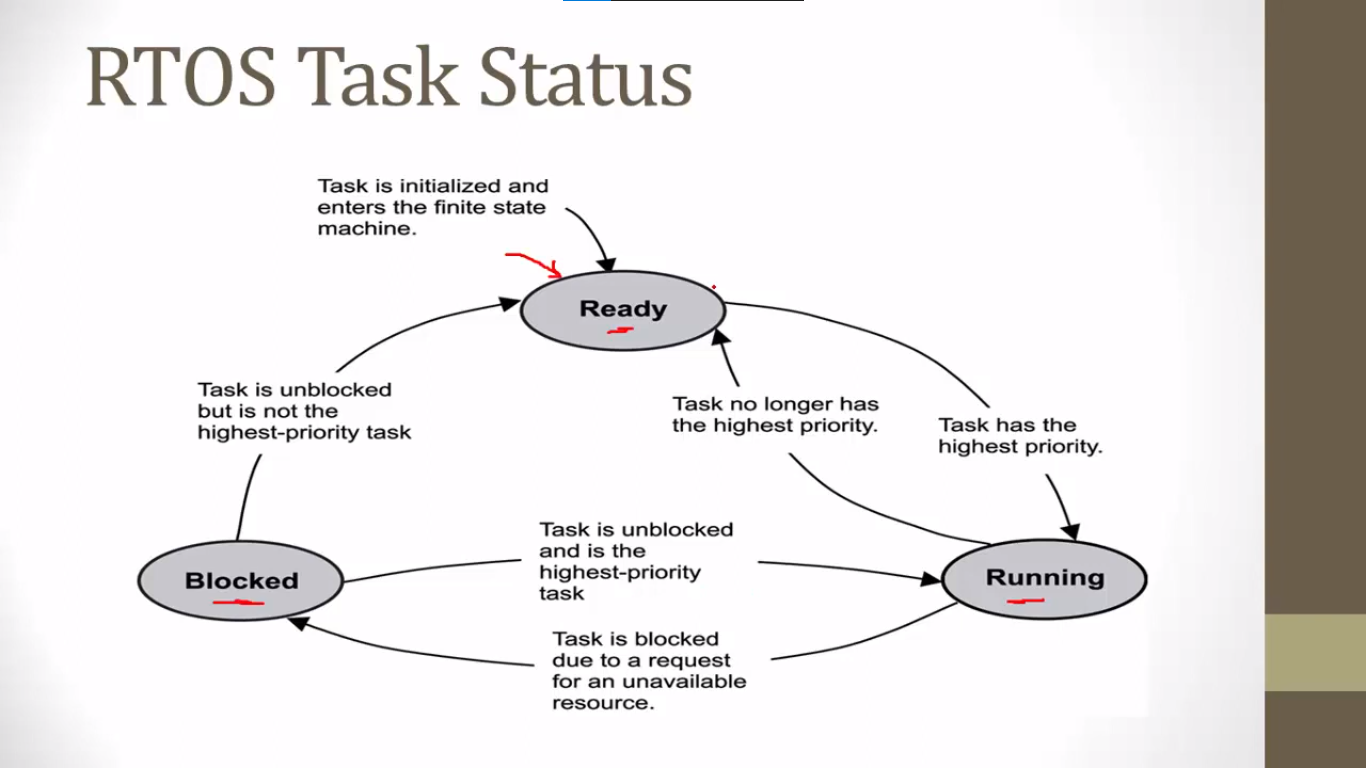 RTOS Task Status
Task is initialized and
enters the finite state
machine.
Ready
Task is unblocked
but is not the
highest-priority task
Task no longer has
the highest priority.
Task has the
highest priority.
Task is unblocked
and is the
highest-priority
task
Blocked
Running
Task is blocked
due to a request
for an unavailable
resource.